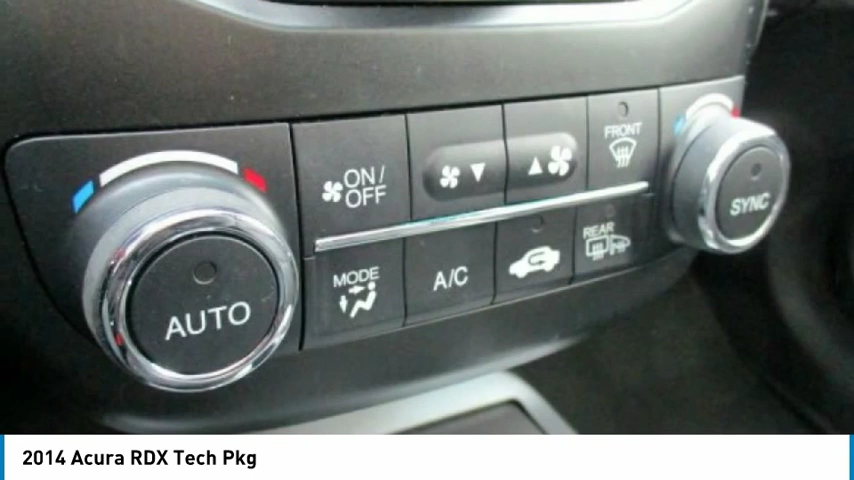 ON/
OFF
FRONT
SYNC
AUTO
MODE
A/C
REAR
2014 Acura RDX Tech Pkg